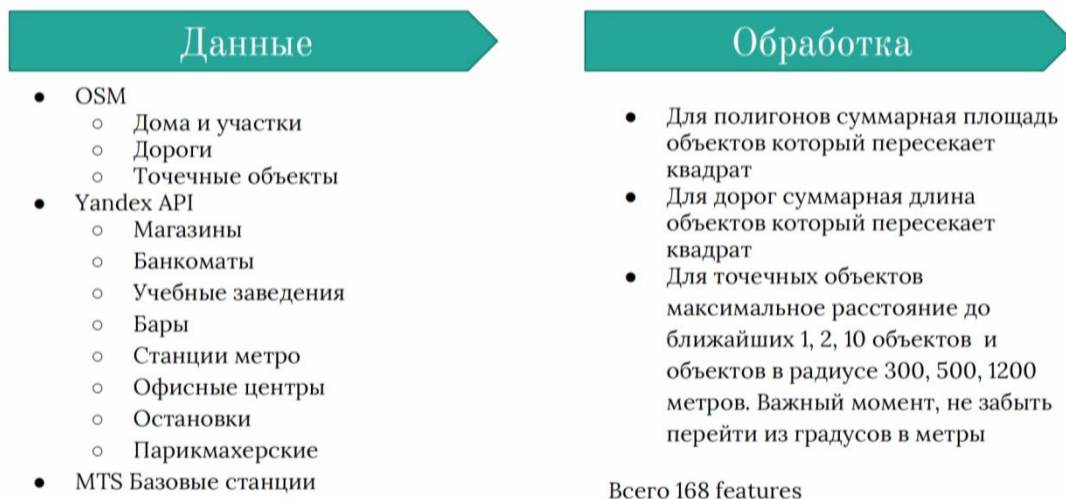 Данные
● OSM
○ Дома и участки
○ Дороги
○ Точечные объекты
● Yandex API
○ Магазины
○ Банкоматы
○ Учебные заведения
○ Бары
○ Станции метро
○ Офисные центры
○ Остановки
○ Парикмахерские
● MTS Базовые станции
Обработка
● Для полигонов суммарная площадь
объектов который пересекает
квадрат
● Для дорог суммарная длина
объектов который пересекает
квадрат
● Для точечных объектов
максимальное расстояние до
ближайших 1, 2, 10 объектов и
объектов в радиусе 300, 500, 1200
метров. Важный момент, не забыть
перейти из градусов в метры
Всего 168 features